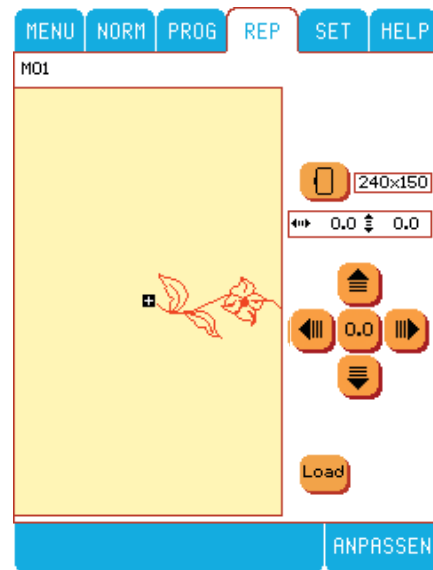 MENU NORM PROG REP SET HELP
M01
240x150
0.0 0.0
0.0
Load
ANPASSEN